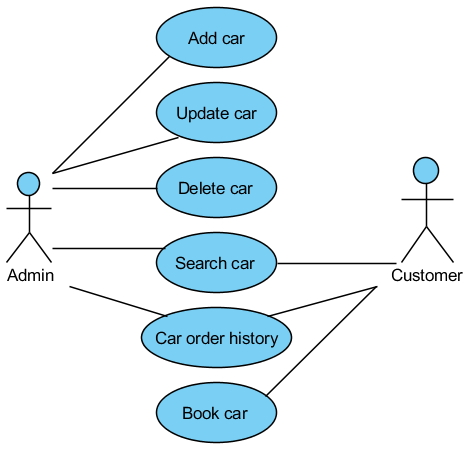 Add car
Update car
Delete car
Admin
Search car
Customer
Car order history
Book car